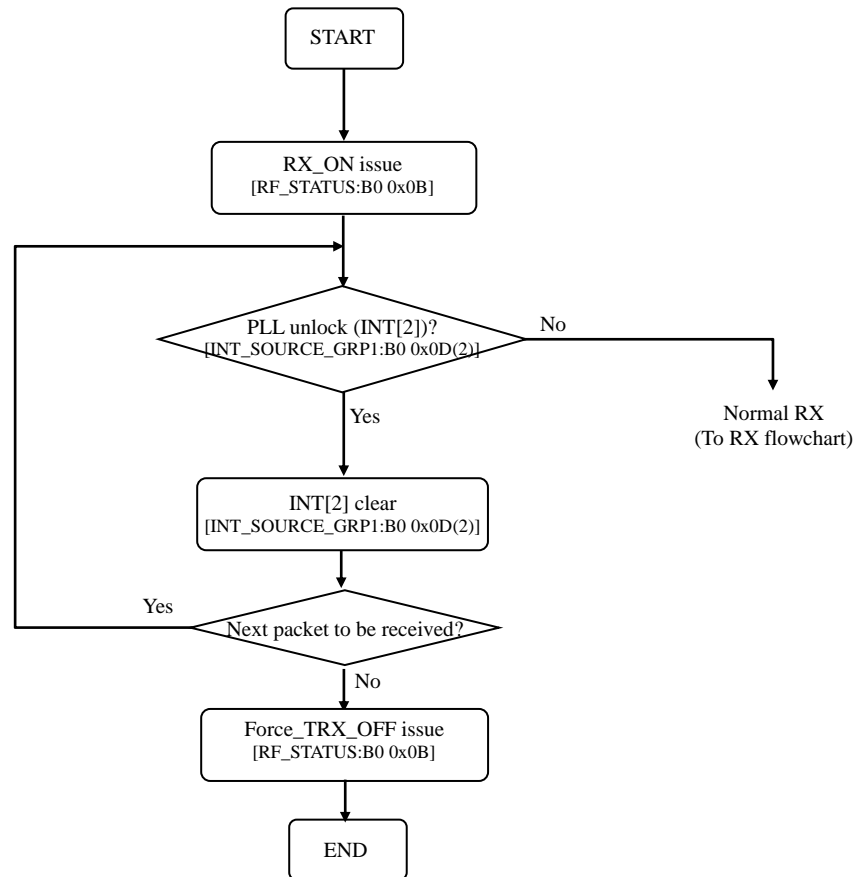 START
RX_ON issue
[RF_STATUS:B0 0x0B]
PLL unlock (INT[2])?
[INT_SOURCE_GRP1:B0 0x0D(2)]
No
Normal RX
(To RX flowchart)
Yes
INT[2] clear
[INT_SOURCE_GRP1:B0 0x0D(2)]
Yes
Next packet to be received?
No
Force_TRX_OFF issue
[RF_STATUS:B0 0x0B]
END